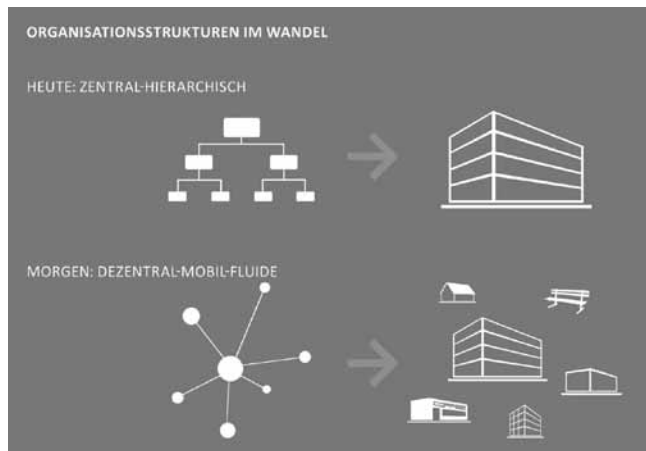 ORGANISATIONSSTRUKTUREN IM WANDEL
HEUTE: ZENTRAL-HIERARCHISCH
MORGEN: DEZENTRAL-MOBIL-FLUIDE